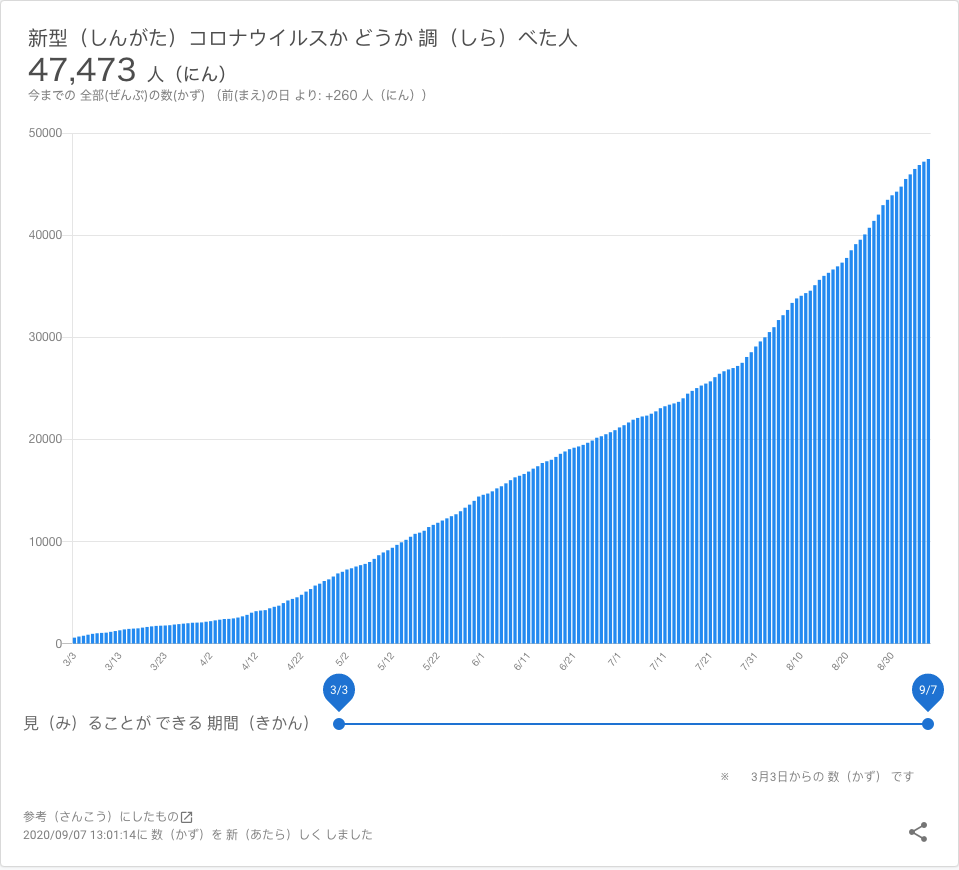 新型（しんがた）コロナウイルスか どうか 調（しら）べた人
47,473 人（にん）
今までの 全部(ぜんぶ)の数(かず) （前(まえ)の日 より: +260 人（にん））
50000
40000
30000
20000
10000
0
3/3 3/13 3/23 4/2 4/12 4/22 5/2 5/12 5/22 6/1 6/11 6/21 7/1 7/11 7/21 7/31 8/10 8/20 8/30
3/3 9/7
見（み）ることが できる 期間（きかん）
※ 3月3日からの 数（かず） です
参考（さんこう）にしたもの
2020/09/07 13:01:14に 数（かず）を 新（あたら）しく しました